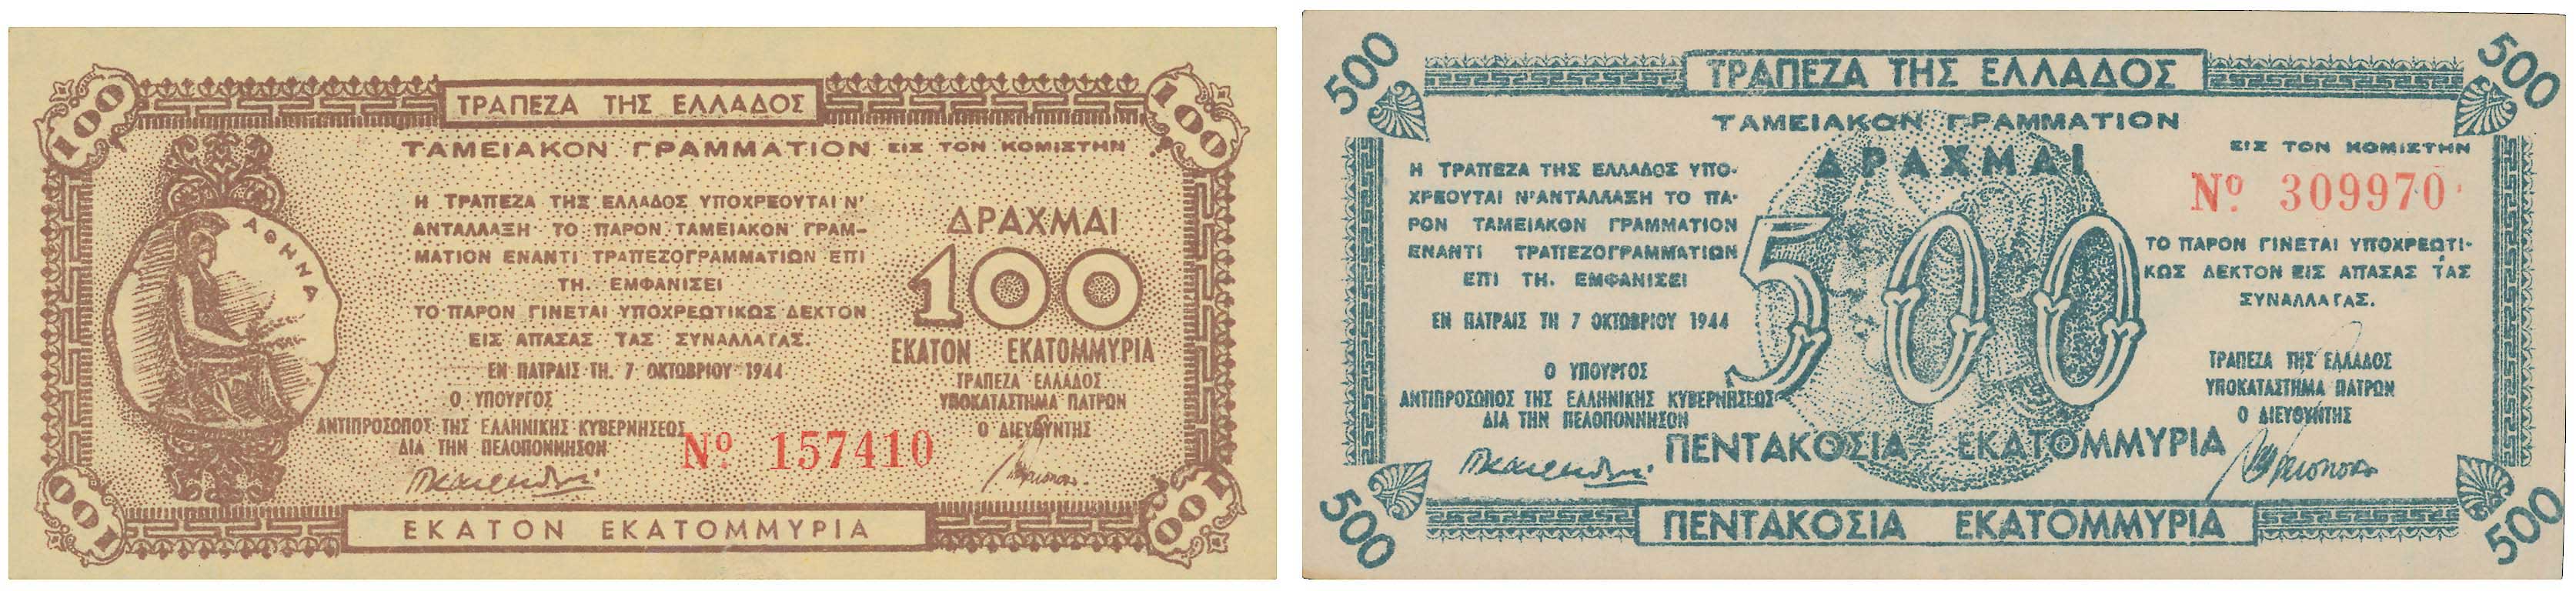 100
100
ΤΡΑΠΕΖΑ ΤΗΣ ΕΛΛΑΔΟΣ
ΤΑΜΕΙΑΚΟΝ ΓΡΑΜΜΑΤΙΟΝ ΕΙΣ ΤΟΝ ΚΟΜΙΣΤΗΝ
ΑΘΗΝΑ
Η ΤΡΑΠΕΖΑ ΤΗΣ ΕΛΛΑΔΟΣ ΥΠΟΧΡΕΟΥΤΑΙ Ν'
ΑΝΤΑΛΛΑΞΗ ΤΟ ΠΑΡΟΝ ΤΑΜΕΙΑΚΟΝ ΓΡΑΜ-
ΜΑΤΙΟΝ ΕΝΑΝΤΙ ΤΡΑΠΕΖΟΓΡΑΜΜΑΤΙΩΝ ΕΠΙ
ΤΗ. ΕΜΦΑΝΙΣΕΙ
ΤΟ ΠΑΡΟΝ ΓΙΝΕΤΑΙ ΥΠΟΧΡΕΩΤΙΚΩΣ ΔΕΚΤΟΝ
ΕΙΣ ΑΠΑΣΑΣ ΤΑΣ ΣΥΝΑΛΛΑΓΑΣ.
ΕΝ ΠΑΤΡΑΙΣ ΤΗ. 7 ΟΚΤΩΒΡΙΟΥ 1944
Ο ΥΠΟΥΡΓΟΣ
ΑΝΤΙΠΡΟΣΩΠΟΣ ΤΗΣ ΕΛΛΗΝΙΚΗΣ ΚΥΒΕΡΝΗΣΕΩΣ
ΔΙΑ ΤΗΝ ΠΕΛΟΠΟΝΝΗΣΟΝ
ΔΡΑΧΜΑΙ
100
ΕΚΑΤΟΝ ΕΚΑΤΟΜΜΥΡΙΑ
ΤΡΑΠΕΖΑ ΕΛΛΑΔΟΣ
ΥΠΟΚΑΤΑΣΤΗΜΑ ΠΑΤΡΩΝ
Ο ΔΙΕΥΘΥΝΤΗΣ
Νº 157410
100
100
ΕΚΑΤΟΝ ΕΚΑΤΟΜΜΥΡΙΑ
500
500
ΤΡΑΠΕΖΑ ΤΗΣ ΕΛΛΑΔΟΣ
ΤΑΜΕΙΑΚΟΝ ΓΡΑΜΜΑΤΙΟΝ
ΕΙΣ ΤΟΝ ΚΟΜΙΣΤΗΝ
ΔΡΑΧΜΑΙ
500
Νº 309970
Η ΤΡΑΠΕΖΑ ΤΗΣ ΕΛΛΑΔΟΣ ΥΠΟ-
ΧΡΕΟΥΤΑΙ Ν'ΑΝΤΑΛΛΑΞΗ ΤΟ ΠΑ-
ΡΟΝ ΤΑΜΕΙΑΚΟΝ ΓΡΑΜΜΑΤΙΟΝ
ΕΝΑΝΤΙ ΤΡΑΠΕΖΟΓΡΑΜΜΑΤΙΩΝ
ΕΠΙ ΤΗ. ΕΜΦΑΝΙΣΕΙ
ΕΝ ΠΑΤΡΑΙΣ ΤΗ 7 ΟΚΤΩΒΡΙΟΥ 1944
Ο ΥΠΟΥΡΓΟΣ
ΑΝΤΙΠΡΟΣΩΠΟΣ ΤΗΣ ΕΛΛΗΝΙΚΗΣ ΚΥΒΕΡΝΗΣΕΩΣ
ΔΙΑ ΤΗΝ ΠΕΛΟΠΟΝΝΗΣΟΝ
ΤΟ ΠΑΡΟΝ ΓΙΝΕΤΑΙ ΥΠΟΧΡΕΩΤΙ-
ΚΩΣ ΔΕΚΤΟΝ ΕΙΣ ΑΠΑΣΑΣ ΤΑΣ
ΣΥΝΑΛΛΑΓΑΣ.
ΤΡΑΠΕΖΑ ΤΗΣ ΕΛΛΑΔΟΣ
ΥΠΟΚΑΤΑΣΤΗΜΑ ΠΑΤΡΩΝ
Ο ΔΙΕΥΘΥΝΤΗΣ
ΠΕΝΤΑΚΟΣΙΑ ΕΚΑΤΟΜΜΥΡΙΑ
500
500
ΠΕΝΤΑΚΟΣΙΑ ΕΚΑΤΟΜΜΥΡΙΑ